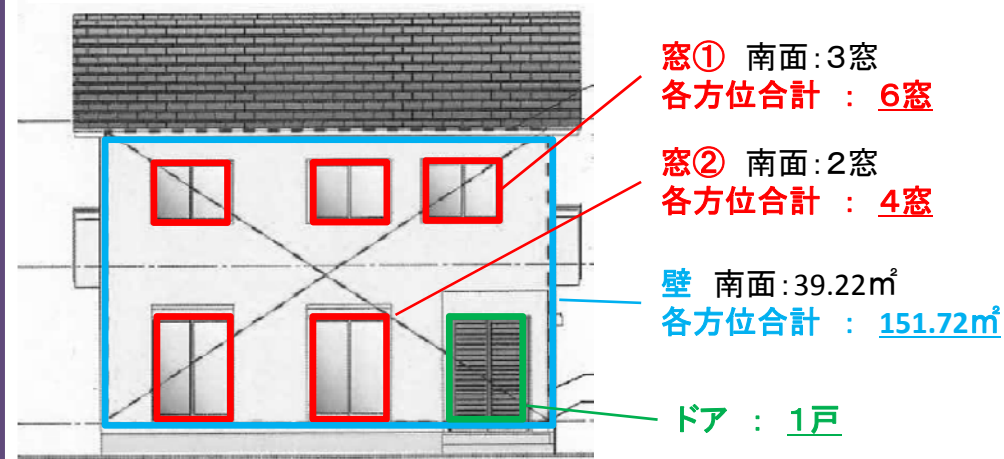 窓① 南面:3窓
各方位合計 : 6窓
窓② 南面:2窓
各方位合計 : 4窓
壁 南面:39.22㎡
各方位合計 : 151.72㎡
ドア : 1戸